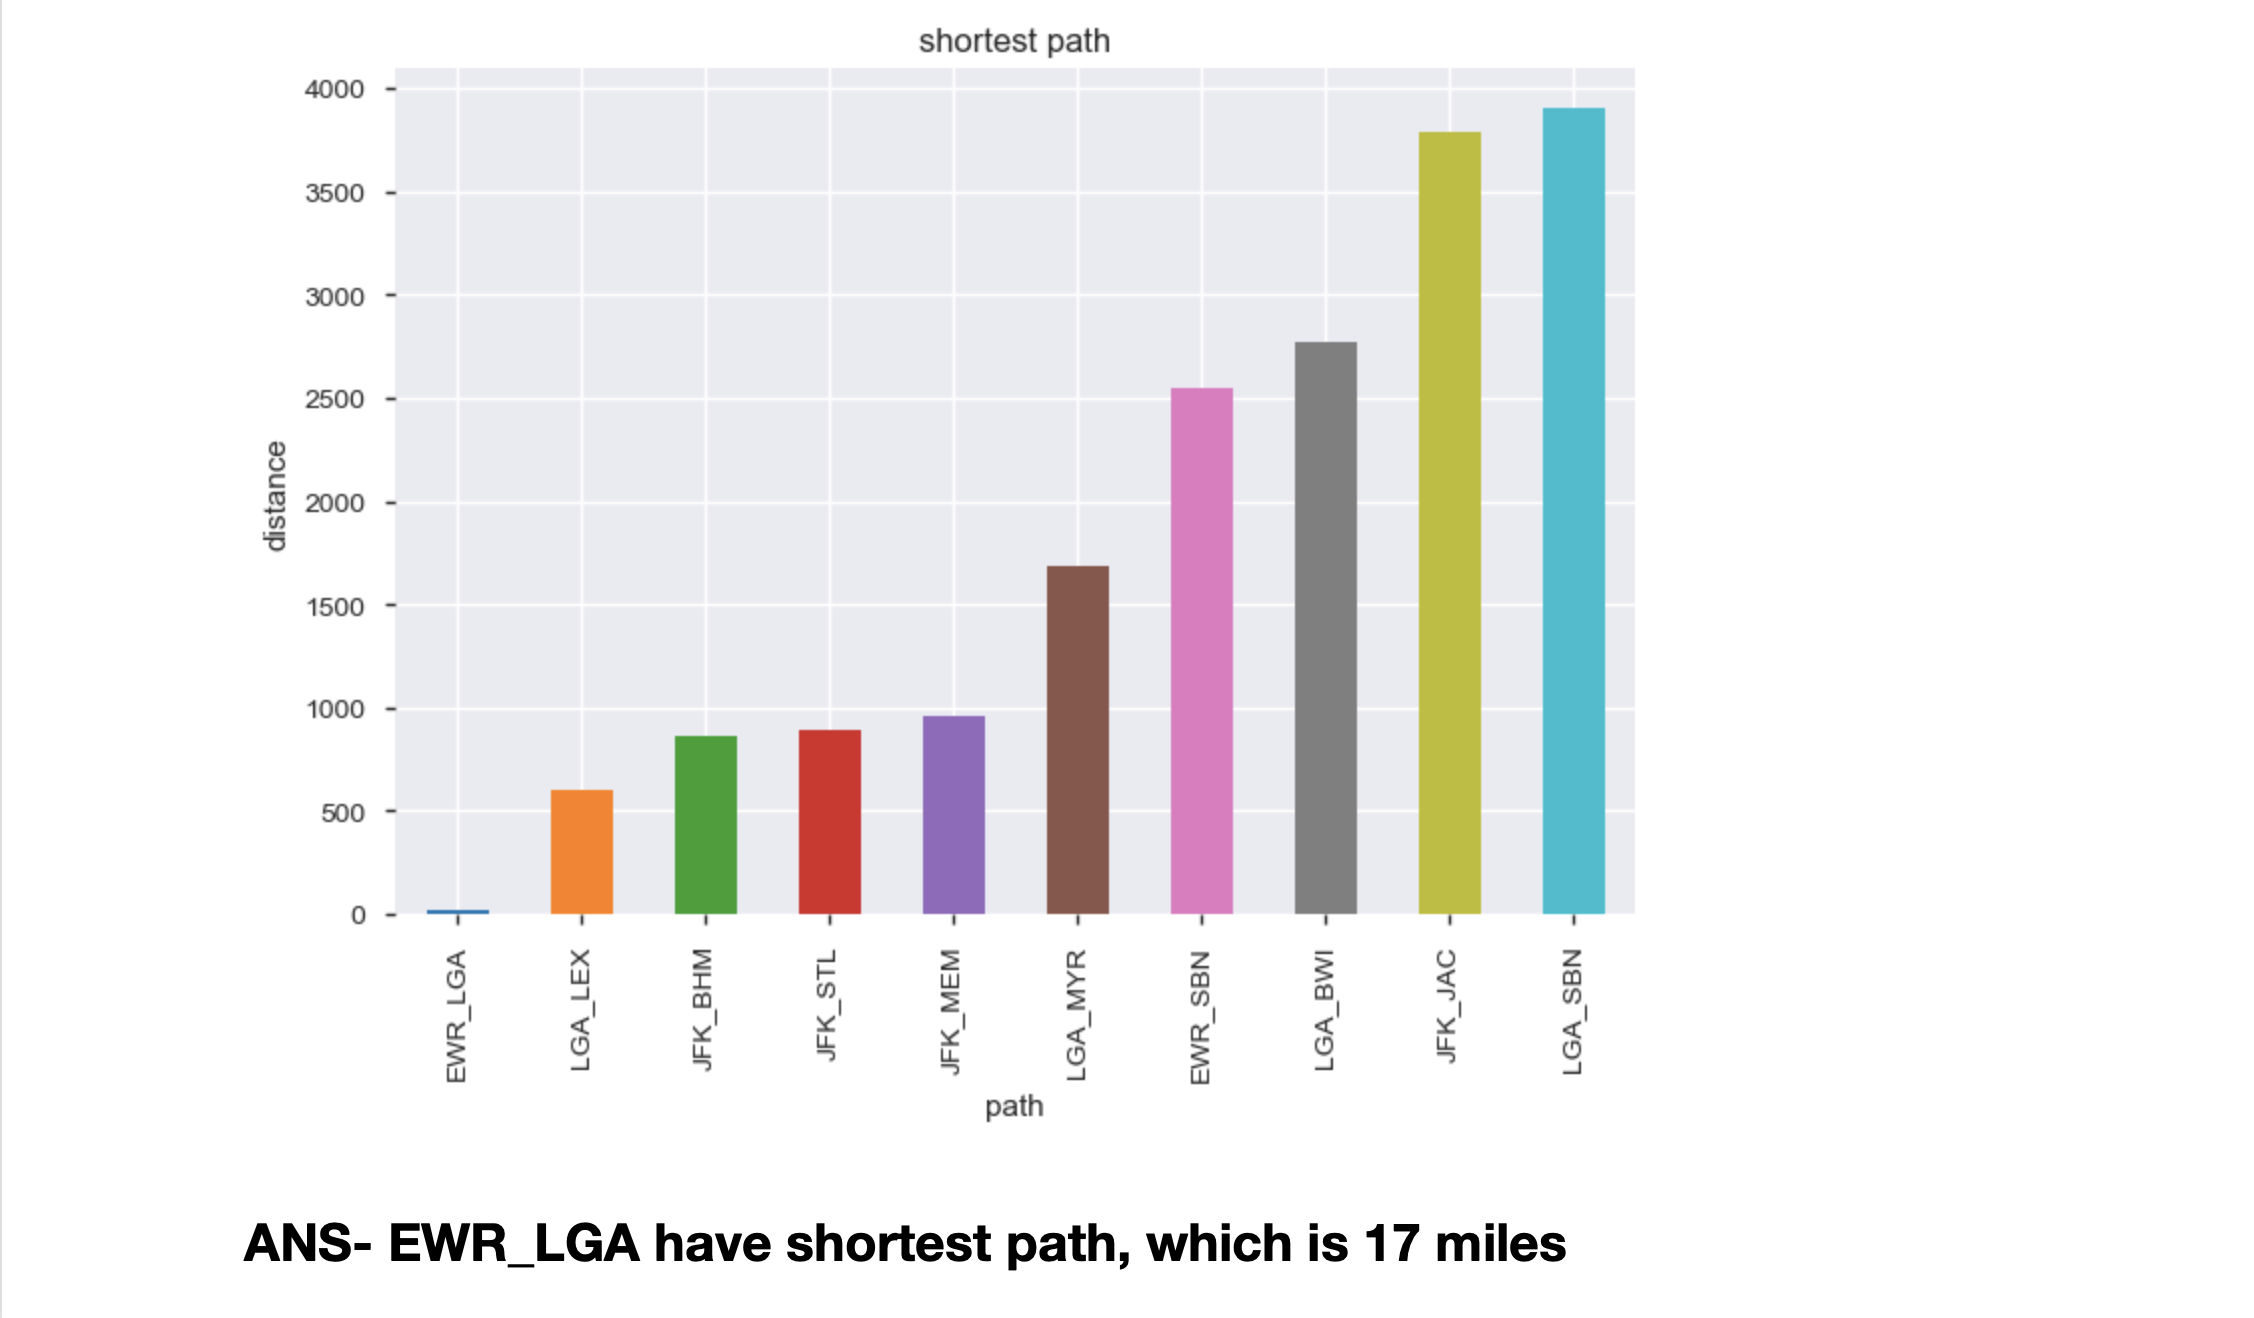 shortest path
4000
3500
3000
2500
2000
1500
1000
500
0
distance
EWR_LGA
LGA_LEX
JFK_BHM
JFK_STL
JFK_MEM
LGA_MYR
EWR_SBN
LGA_BWI
JFK_JAC
LGA_SBN
path
ANS- EWR_LGA have shortest path, which is 17 miles